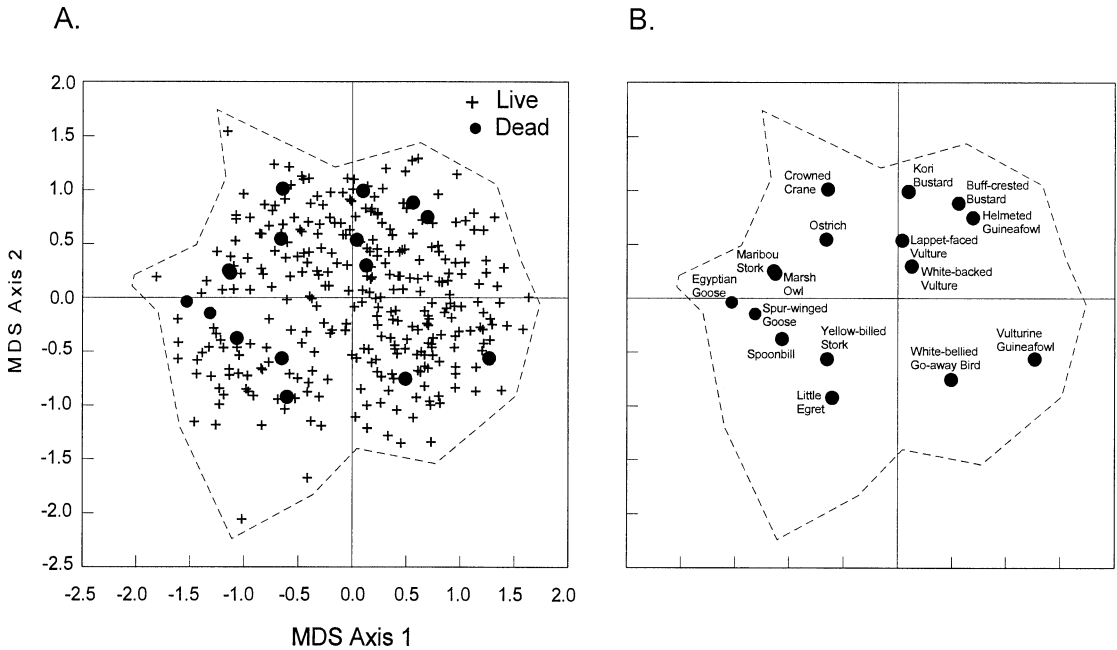 A.
B.
MDS Axis 2
2.0
1.5
1.0
0.5
0.0
-0.5
-1.0
-1.5
-2.0
-2.5
+ Live
● Dead
-2.5 -2.0 -1.5 -1.0 -0.5 0.0 0.5 1.0 1.5 2.0
MDS Axis 1
Crowned
Crane
Kori
Bustard
Buff-crested
Bustard
Helmeted
Guineafowl
Ostrich
Lappet-faced
Vulture
White-backed
Vulture
Maribou
Stork
Marsh
Owl
Egyptian
Goose
Spur-winged
Goose
Spoonbill
Yellow-billed
Stork
Little
Egret
White-bellied
Go-away Bird
Vulturine
Guineafowl